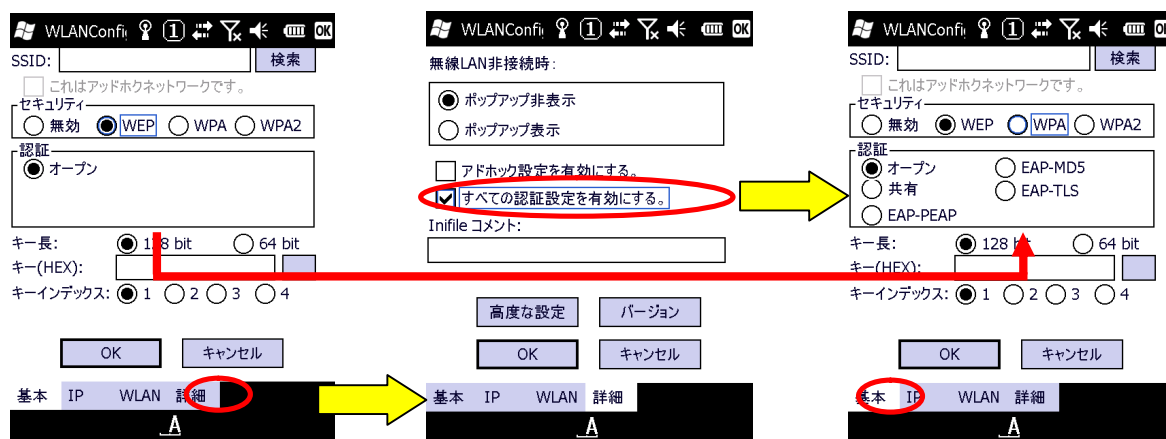 WLANConfi
SSID:
検索
これはアッドホクネットワークです。
セキュリティ
無効 WEP WPA WPA2
認証
オープン
キー長: 128 bit 64 bit
キー(HEX):
キーインデックス: 1 2 3 4
OK キャンセル
基本 IP WLAN 詳細
A
WLANConfi
無線LAN非接続時:
ポップアップ非表示
ポップアップ表示
アドホック設定を有効にする。
すべての認証設定を有効にする。
Inifile コメント:
高度な設定 バージョン
OK キャンセル
基本 IP WLAN 詳細
A
WLANConfi
SSID:
検索
これはアッドホクネットワークです。
セキュリティ
無効 WEP WPA WPA2
認証
オープン EAP-MD5
共有 EAP-TLS
EAP-PEAP
キー長: 128 bit 64 bit
キー(HEX):
キーインデックス: 1 2 3 4
OK キャンセル
基本 IP WLAN 詳細
A